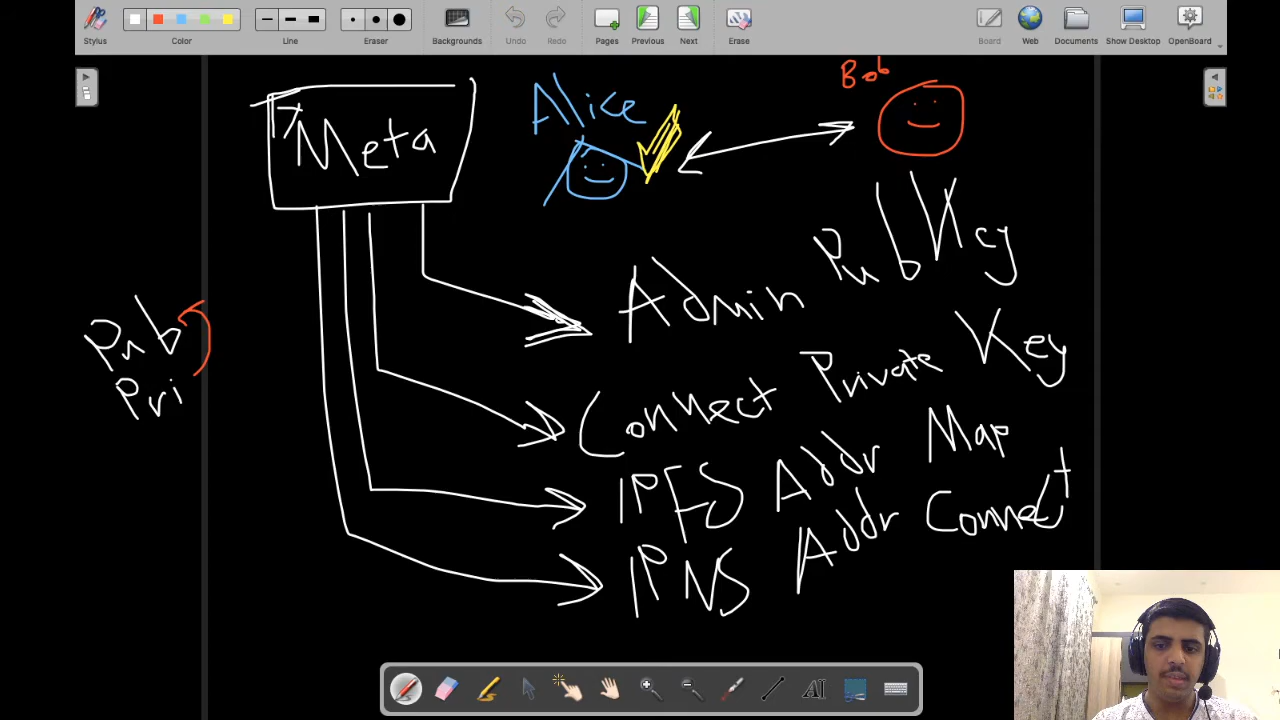 Stylus
Color
Line
Eraser
Backgrounds
Undo
Redo
Pages
Previous
Next
Erase
Board
Web
Documents
Show Desktop
OpenBoard
Meta
Alice
Bob
Admin PubKey
Connect Private Key
IPFS Addr Map
IPNS Addr Connect
Pub
Pri
AI